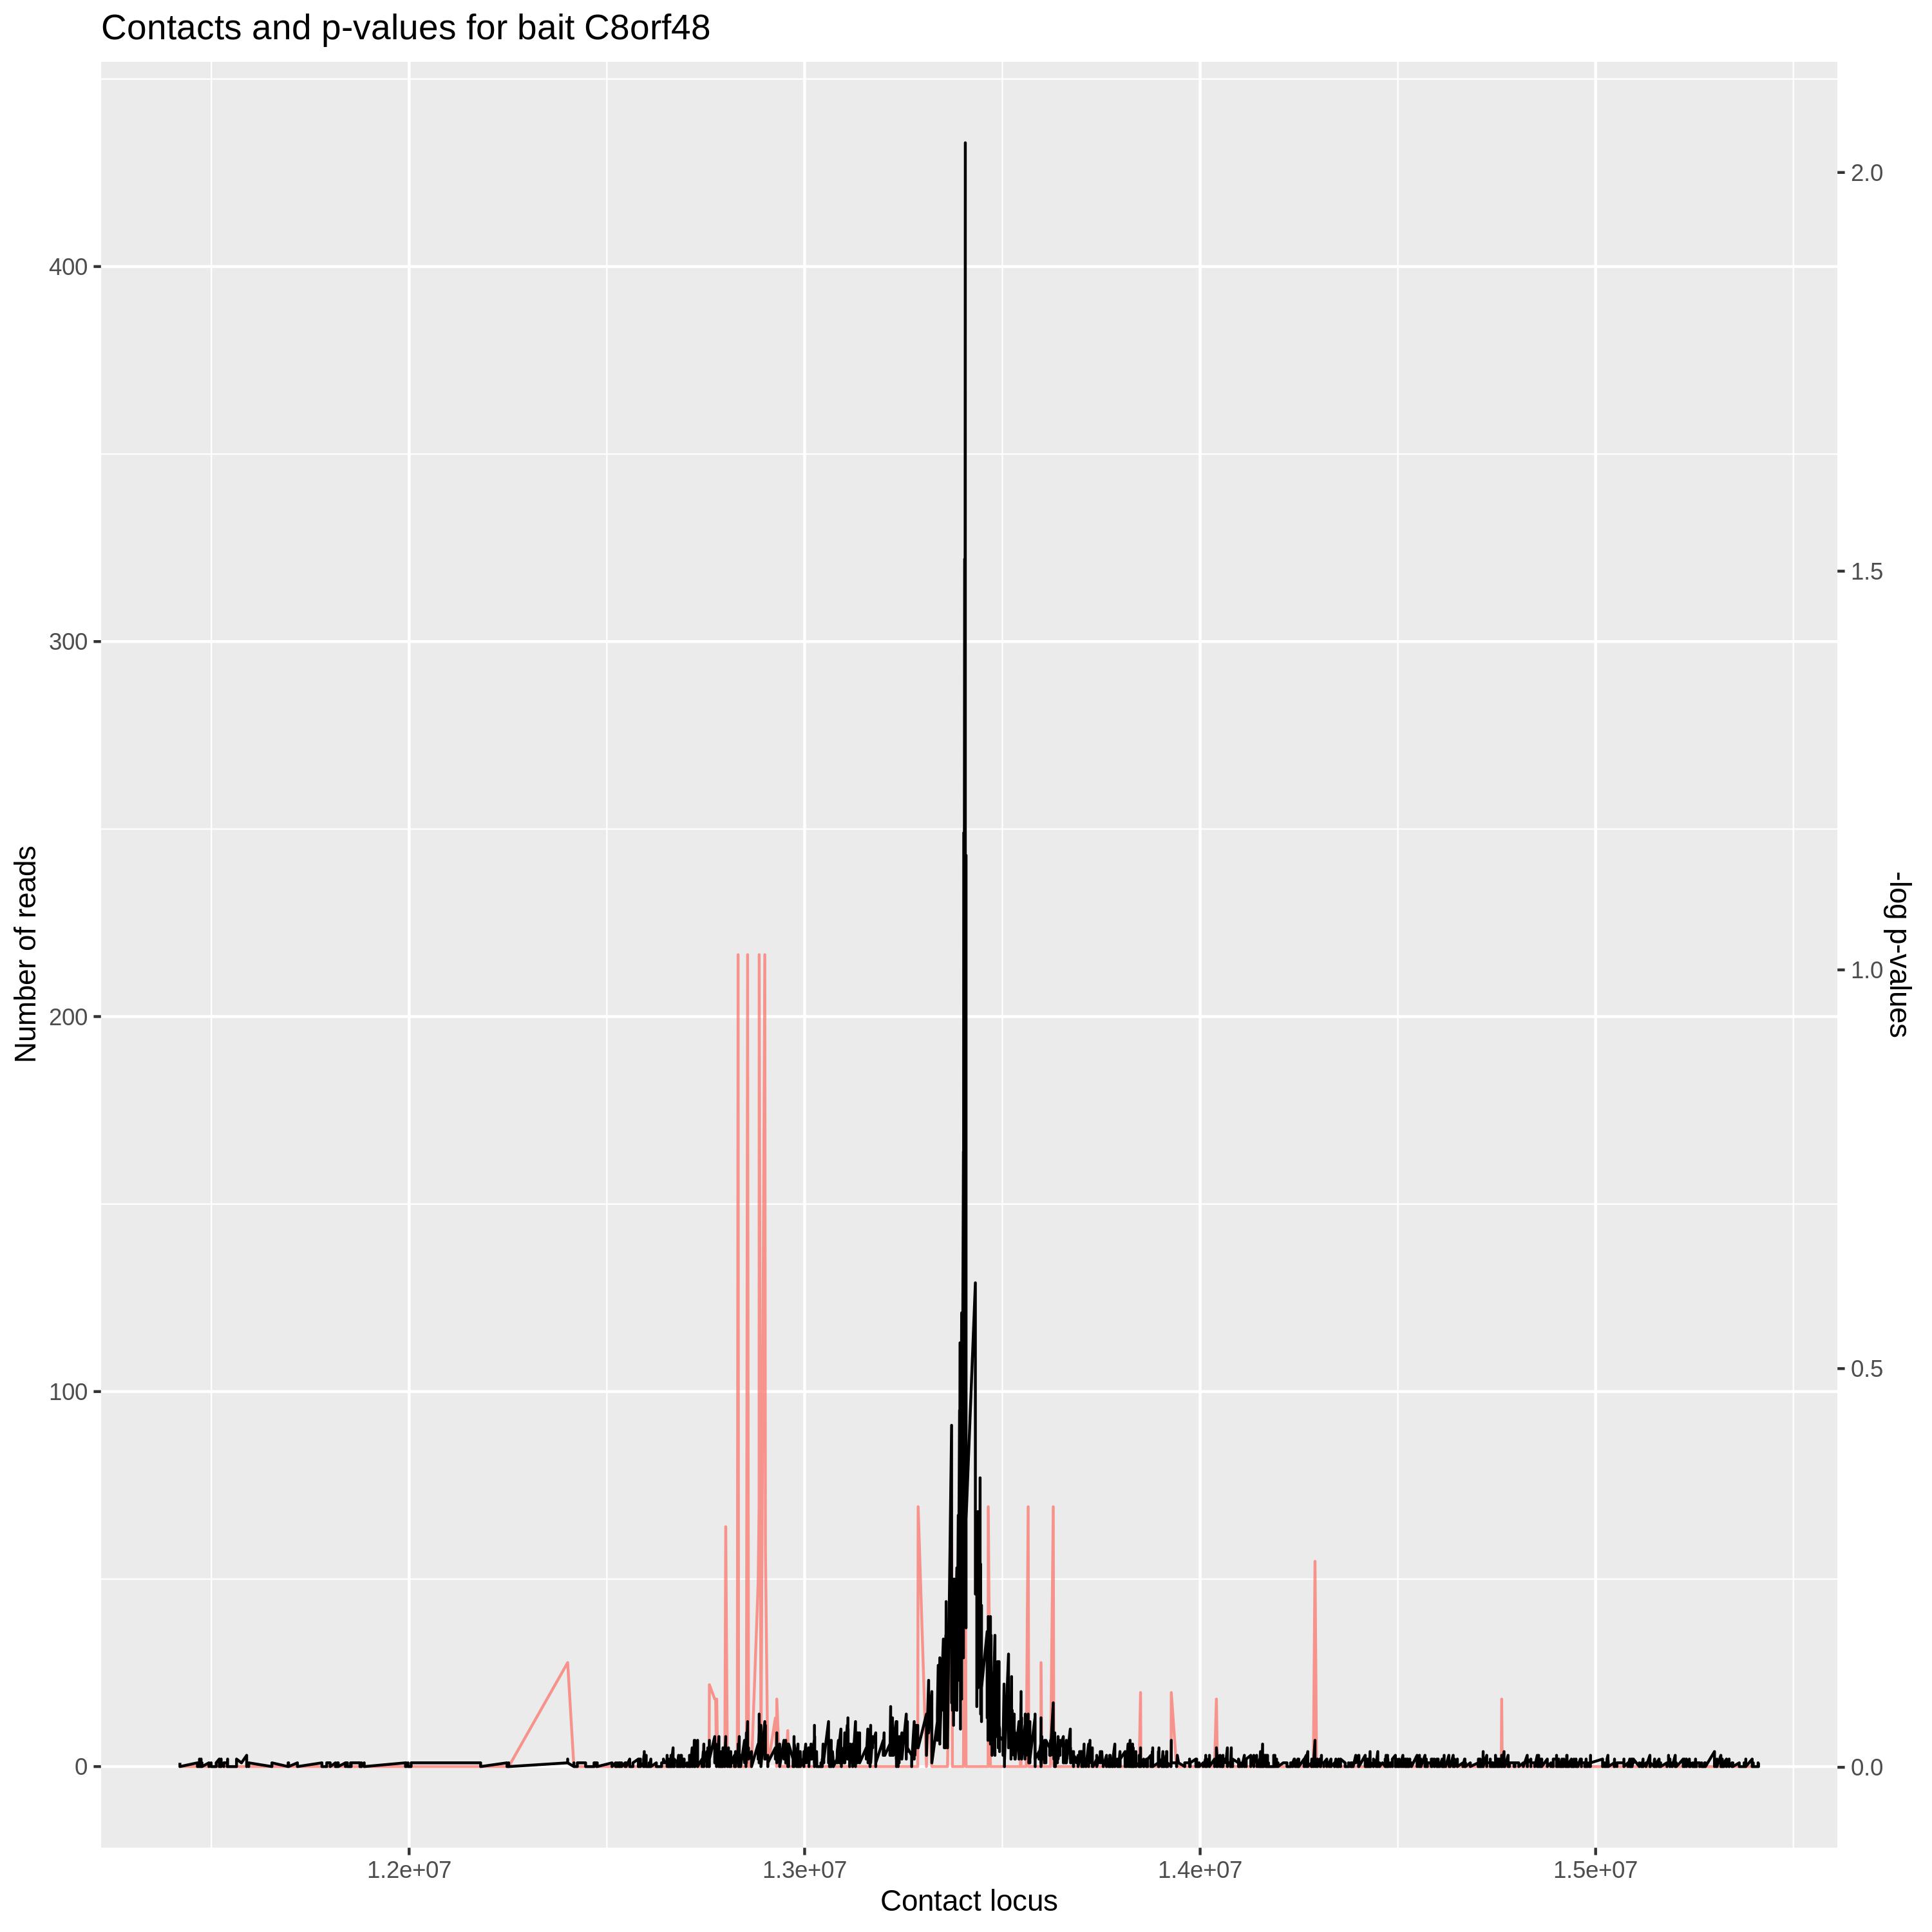 Contacts and p-values for bait C8orf48
Number of reads
400
300
200
100
0
2.0
1.5
1.0
0.5
0.0
-log p-values
1.2e+07
1.3e+07
1.4e+07
1.5e+07
Contact locus